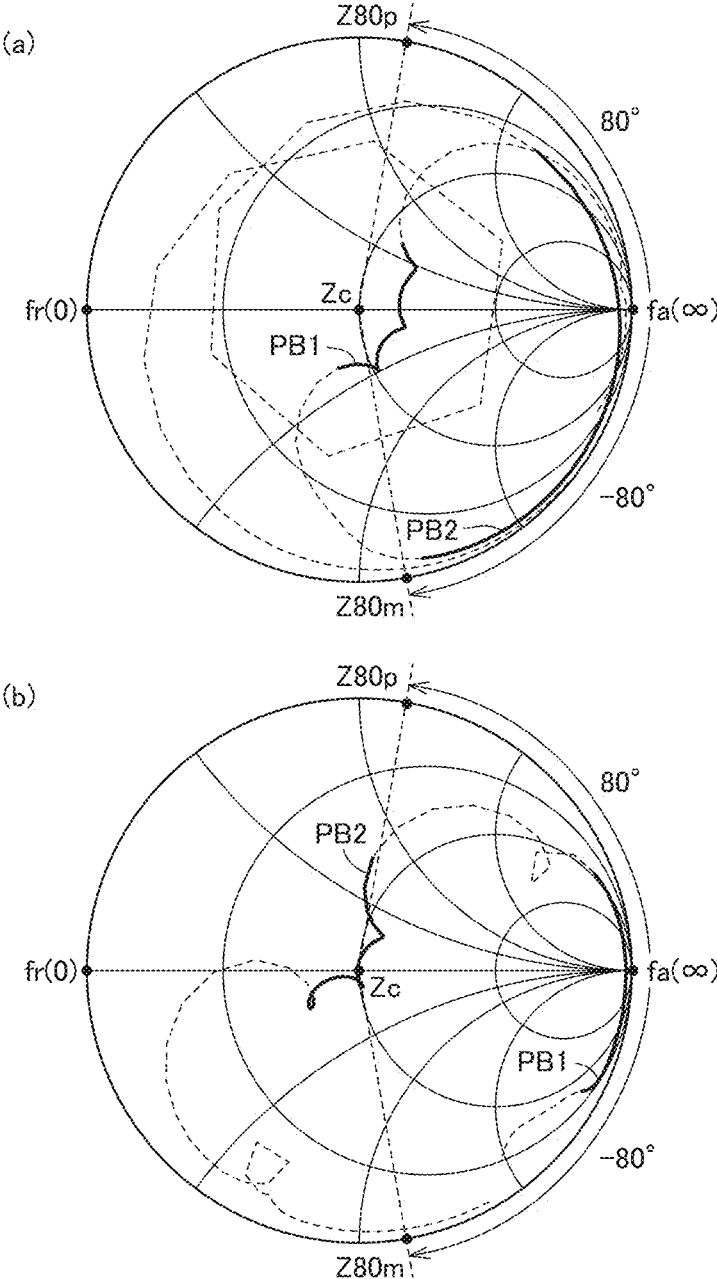 (a)
Z80p
80°
fr(0)
Zc
fa(∞)
PB1
-80°
PB2
Z80m
(b)
Z80p
80°
PB2
fr(0)
Zc
fa(∞)
PB1
-80°
Z80m